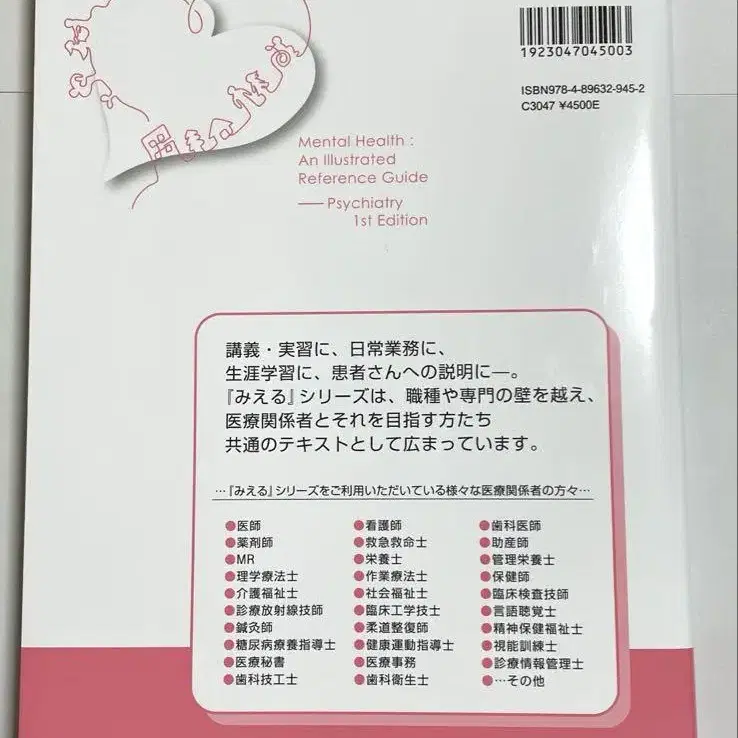 1923047045003
ISBN978-4-89632-945-2
C3047 ¥4500E
Mental Health :
An Illustrated
Reference Guide
— Psychiatry
1st Edition
講義・実習に、日常業務に、
生涯学習に、患者さんへの説明に―。
『みえる』シリーズは、職種や専門の壁を越え、
医療関係者とそれを目指す方たち
共通のテキストとして広まっています。
…『みえる』シリーズをご利用いただいている様々な医療関係者の方々…
●医師 ●看護師 ●歯科医師
●薬剤師 ●救急救命士 ●助産師
●MR ●栄養士 ●管理栄養士
●理学療法士 ●作業療法士 ●保健師
●介護福祉士 ●社会福祉士 ●臨床検査技師
●診療放射線技師 ●臨床工学技士 ●言語聴覚士
●鍼灸師 ●柔道整復師 ●精神保健福祉士
●糖尿病療養指導士 ●健康運動指導士 ●視能訓練士
●医療秘書 ●医療事務 ●診療情報管理士
●歯科技工士 ●歯科衛生士 ●…その他